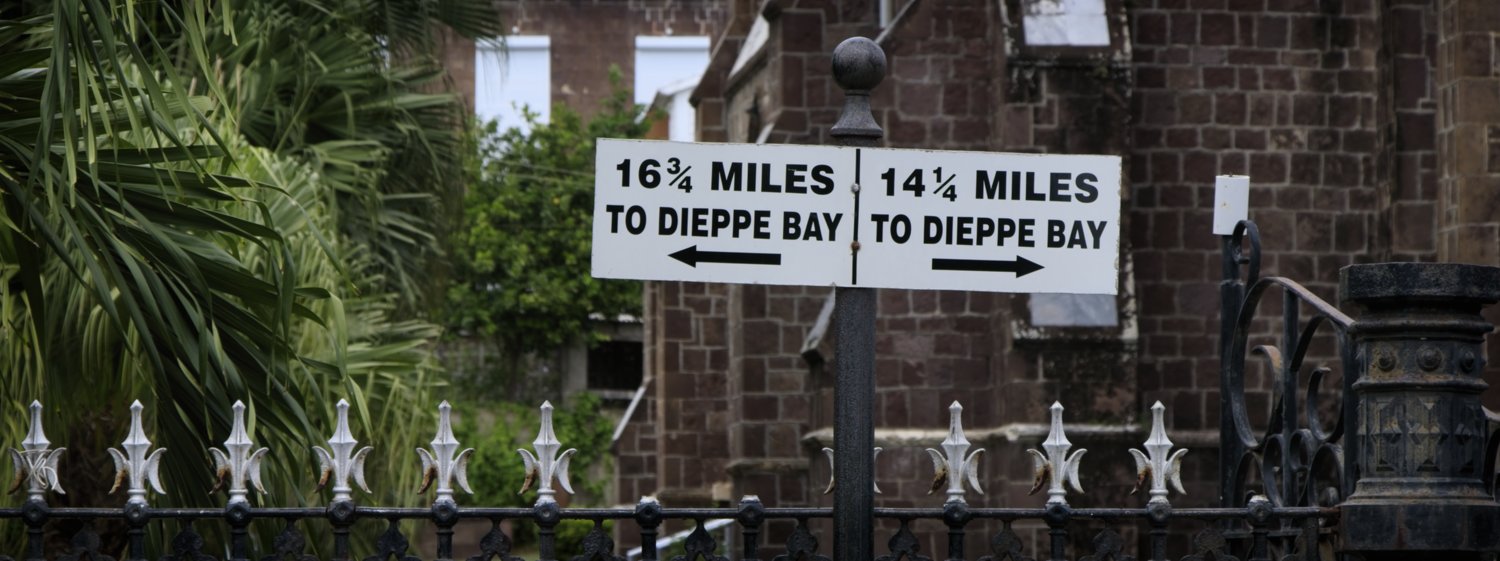 16¾ MILES
TO DIEPPE BAY
←
14¼ MILES
TO DIEPPE BAY
→